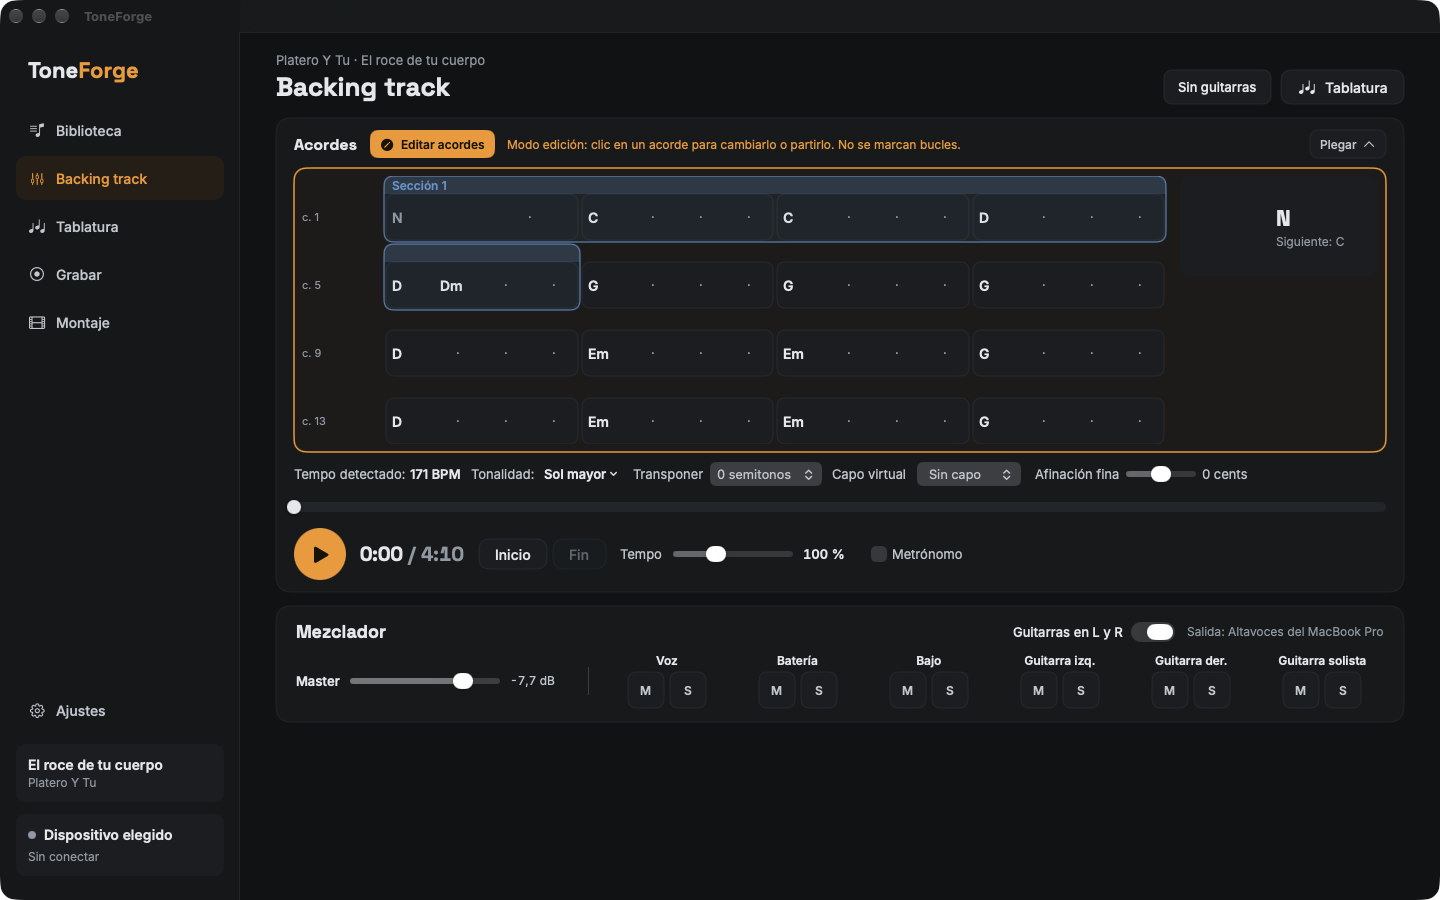 ToneForge
ToneForge
Biblioteca
Backing track
Tablatura
Grabar
Montaje
Ajustes
El roce de tu cuerpo
Platero Y Tu
Dispositivo elegido
Sin conectar
Platero Y Tu · El roce de tu cuerpo
Backing track
Sin guitarras
Tablatura
Acordes
Editar acordes
Modo edición: clic en un acorde para cambiarlo o partirlo. No se marcan bucles.
Plegar
Sección 1
c. 1 N · C · · · C · · · D · · ·
c. 5 D Dm · · G · · · G · · · G · · ·
c. 9 D · · · Em · · · Em · · · G · · ·
c. 13 D · · · Em · · · Em · · · G · · ·
N
Siguiente: C
Tempo detectado: 171 BPM Tonalidad: Sol mayor Transponer 0 semitonos Capo virtual Sin capo Afinación fina 0 cents
0:00 / 4:10 Inicio Fin Tempo 100 % Metrónomo
Mezclador
Guitarras en L y R
Salida: Altavoces del MacBook Pro
Master -7,7 dB
Voz Batería Bajo Guitarra izq. Guitarra der. Guitarra solista
M S M S M S M S M S M S